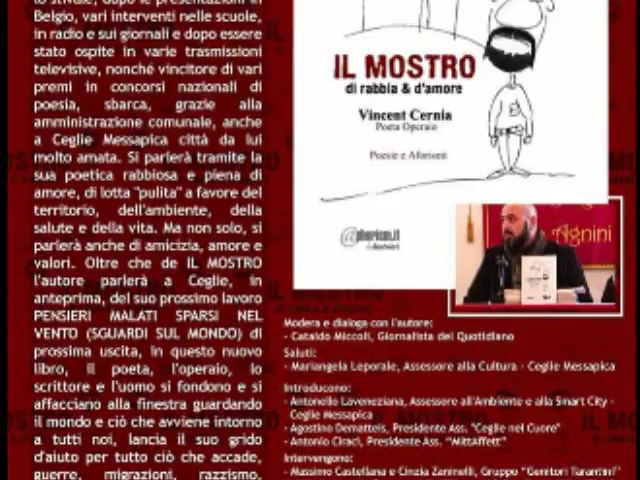 lo stivale, dopo le presentazioni in
Belgio, vari interventi nelle scuole,
in radio e sui giornali e dopo essere
stato ospite in varie trasmissioni
televisive, nonché vincitore di vari
premi in concorsi nazionali di
poesia, sbarca, grazie alla
amministrazione comunale, anche
a Ceglie Messapica città da lui
molto amata. Si parlerà tramite la
sua poetica rabbiosa e piena di
amore, di lotta "pulita" a favore del
territorio, dell'ambiente, della
salute e della vita. Ma non solo, si
parlerà anche di amicizia, amore e
valori. Oltre che de IL MOSTRO
l'autore parlerà a Ceglie, in
anteprima, del suo prossimo lavoro
PENSIERI MALATI SPARSI NEL
VENTO (SGUARDI SUL MONDO) di
prossima uscita, in questo nuovo
libro, il poeta, l'operaio, lo
scrittore e l'uomo si fondono e si
affacciano alla finestra guardando
il mondo e ciò che avviene intorno
a tutti noi, lancia il suo grido
d'aiuto per tutto ciò che accade,
guerre, migrazioni, razzismo,
IL MOSTRO
di rabbia & d'amore
Vincent Cernia
Poeta Operaio
Poesie e Aforismi
@phorism.it
Agnini
Modera e dialoga con l'autore:
- Cataldo Miccoli, Giornalista del Quotidiano
Saluti:
- Mariangela Leporale, Assessore alla Cultura - Ceglie Messapica
Introducono:
- Antonello Laveneziana, Assessore all'Ambiente e alla Smart City -
Ceglie Messapica
- Agostino Dematteis, Presidente Ass. "Ceglie nel Cuore"
- Antonio Ciraci, Presidente Ass. "MittAffett"
Intervengono:
- Massimo Castellana e Cinzia Zaninelli, Gruppo "Genitori Tarantini"